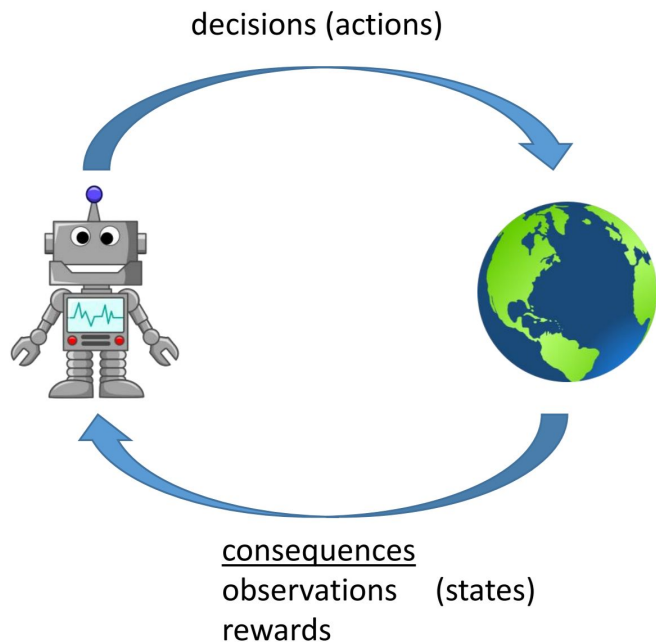 decisions (actions)
consequences
observations (states)
rewards